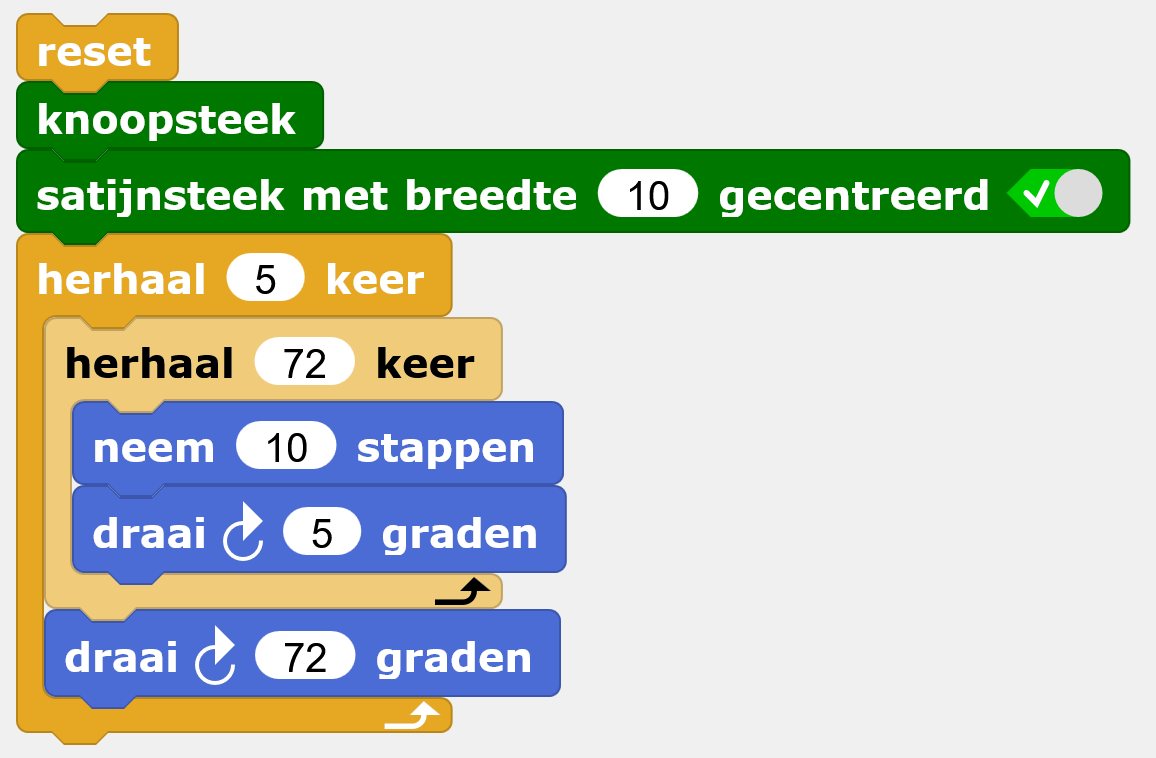 reset
knoopsteek
satijnsteek met breedte 10 gecentreerd
herhaal 5 keer
herhaal 72 keer
neem 10 stappen
draai 5 graden
draai 72 graden